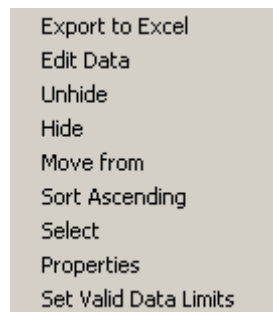 Export to Excel
Edit Data
Unhide
Hide
Move from
Sort Ascending
Select
Properties
Set Valid Data Limits